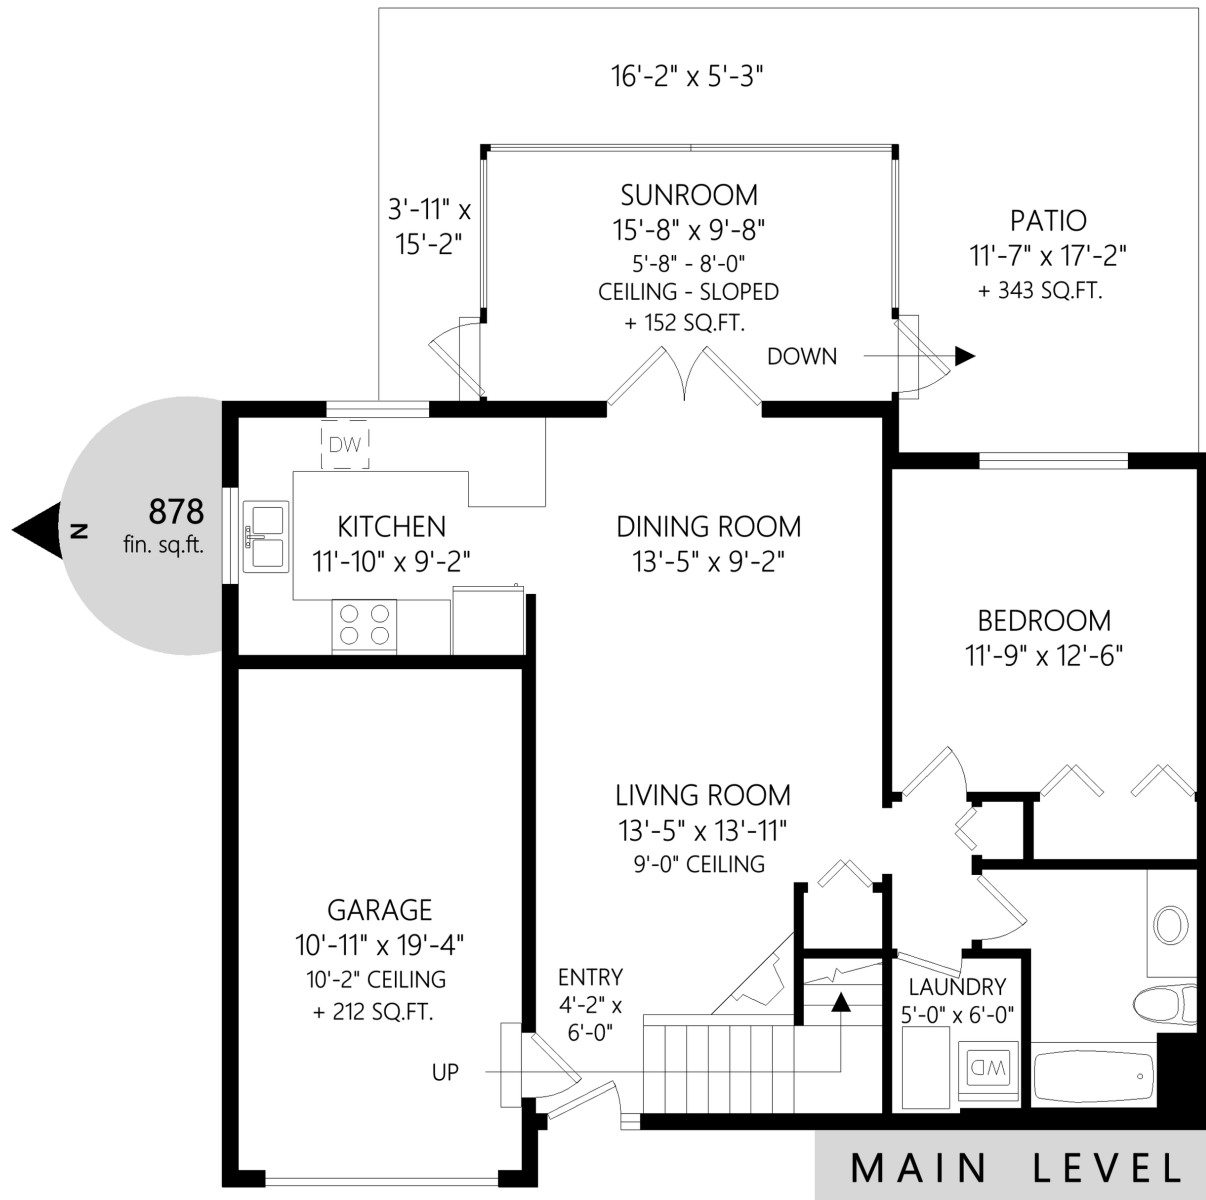 16'-2" x 5'-3"
SUNROOM
15'-8" x 9'-8"
5'-8" - 8'-0"
CEILING - SLOPED
+ 152 SQ.FT.
3'-11" x
15'-2"
PATIO
11'-7" x 17'-2"
+ 343 SQ.FT.
DOWN
DW
878
fin. sq.ft.
N
KITCHEN
11'-10" x 9'-2"
DINING ROOM
13'-5" x 9'-2"
BEDROOM
11'-9" x 12'-6"
LIVING ROOM
13'-5" x 13'-11"
9'-0" CEILING
GARAGE
10'-11" x 19'-4"
10'-2" CEILING
+ 212 SQ.FT.
ENTRY
4'-2" x
6'-0"
LAUNDRY
5'-0" x 6'-0"
UP
WD
MAIN LEVEL